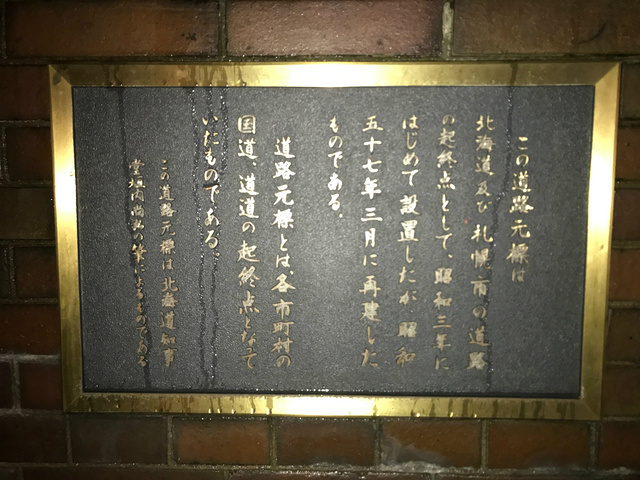 この道路元標は
北海道及び札幌市の道路
の起終点として、昭和三年に
はじめて設置したが昭和
五十七年三月に再建した
ものである。
道路元標とは、各市町村の
国道、道道の起終点となて
いたものである。
この道路元標は北海道知事
堂垣内尚弘の筆によるものである